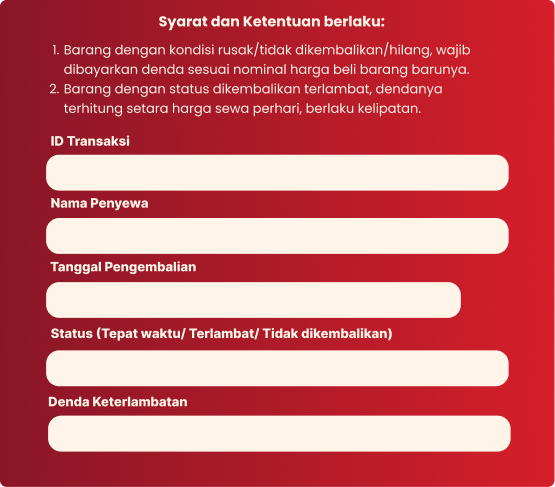 Syarat dan Ketentuan berlaku:
1. Barang dengan kondisi rusak/tidak dikembalikan/hilang, wajib
dibayarkan denda sesuai nominal harga beli barang barunya.
2. Barang dengan status dikembalikan terlambat, dendanya
terhitung setara harga sewa perhari, berlaku kelipatan.
ID Transaksi
Nama Penyewa
Tanggal Pengembalian
Status (Tepat waktu/ Terlambat/ Tidak dikembalikan)
Denda Keterlambatan